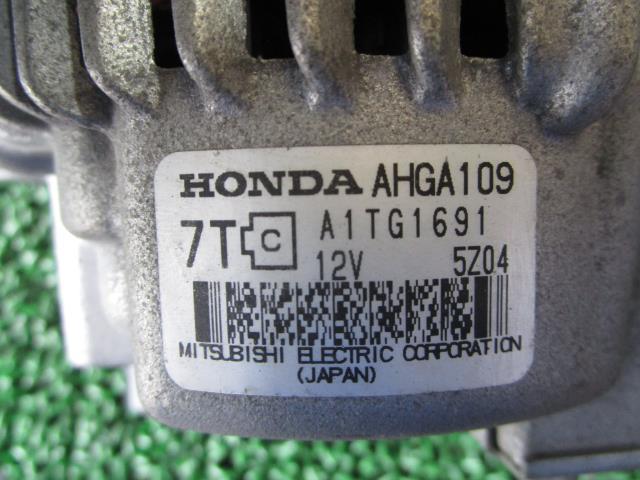 HONDA AHGA109
7T C A1TG1691
12V 5Z04
MITSUBISHI ELECTRIC CORPORATION
(JAPAN)